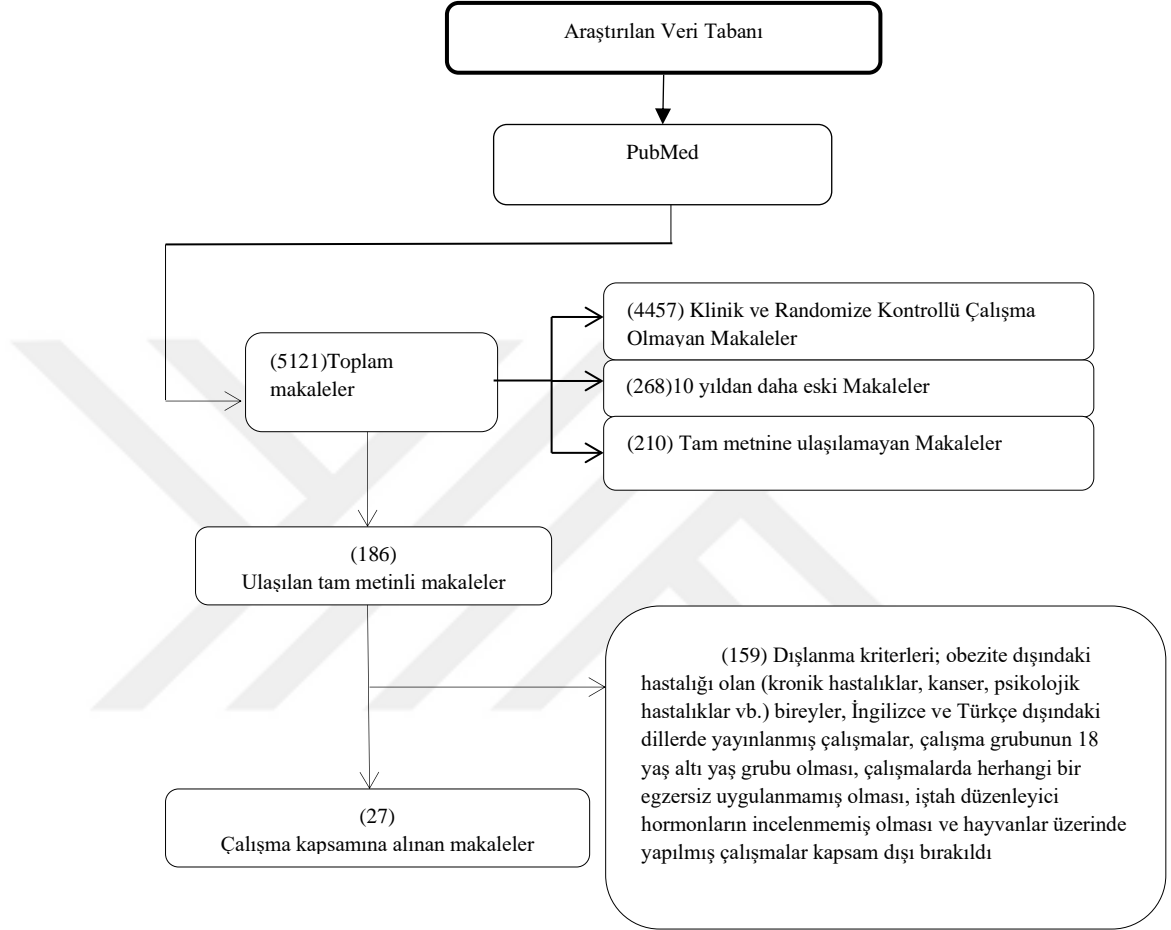 Araştırılan Veri Tabanı
PubMed
(4457) Klinik ve Randomize Kontrollü Çalışma
Olmayan Makaleler
(5121)Toplam
makaleler
(268)10 yıldan daha eski Makaleler
(210) Tam metnine ulaşılamayan Makaleler
(186)
Ulaşılan tam metinli makaleler
(159) Dışlanma kriterleri; obezite dışındaki
hastalığı olan (kronik hastalıklar, kanser, psikolojik
hastalıklar vb.) bireyler, İngilizce ve Türkçe dışındaki
dillerde yayınlanmış çalışmalar, çalışma grubunun 18
yaş altı yaş grubu olması, çalışmalarda herhangi bir
egzersiz uygulanmamış olması, iştah düzenleyici
hormonların incelenmemiş olması ve hayvanlar üzerinde
yapılmış çalışmalar kapsam dışı bırakıldı
(27)
Çalışma kapsamına alınan makaleler